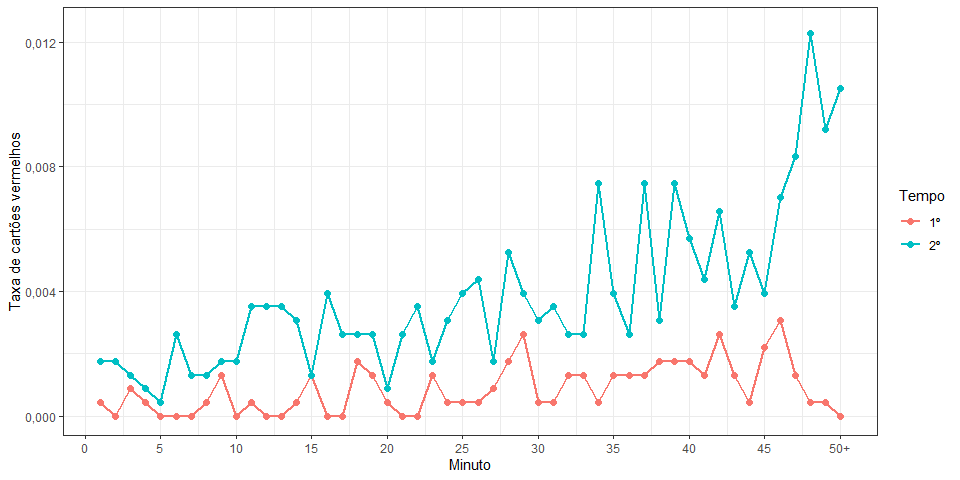 Taxa de cartões vermelhos
0,012
0,008
0,004
0,000
0 5 10 15 20 25 30 35 40 45 50+
Minuto
Tempo
1º
2º